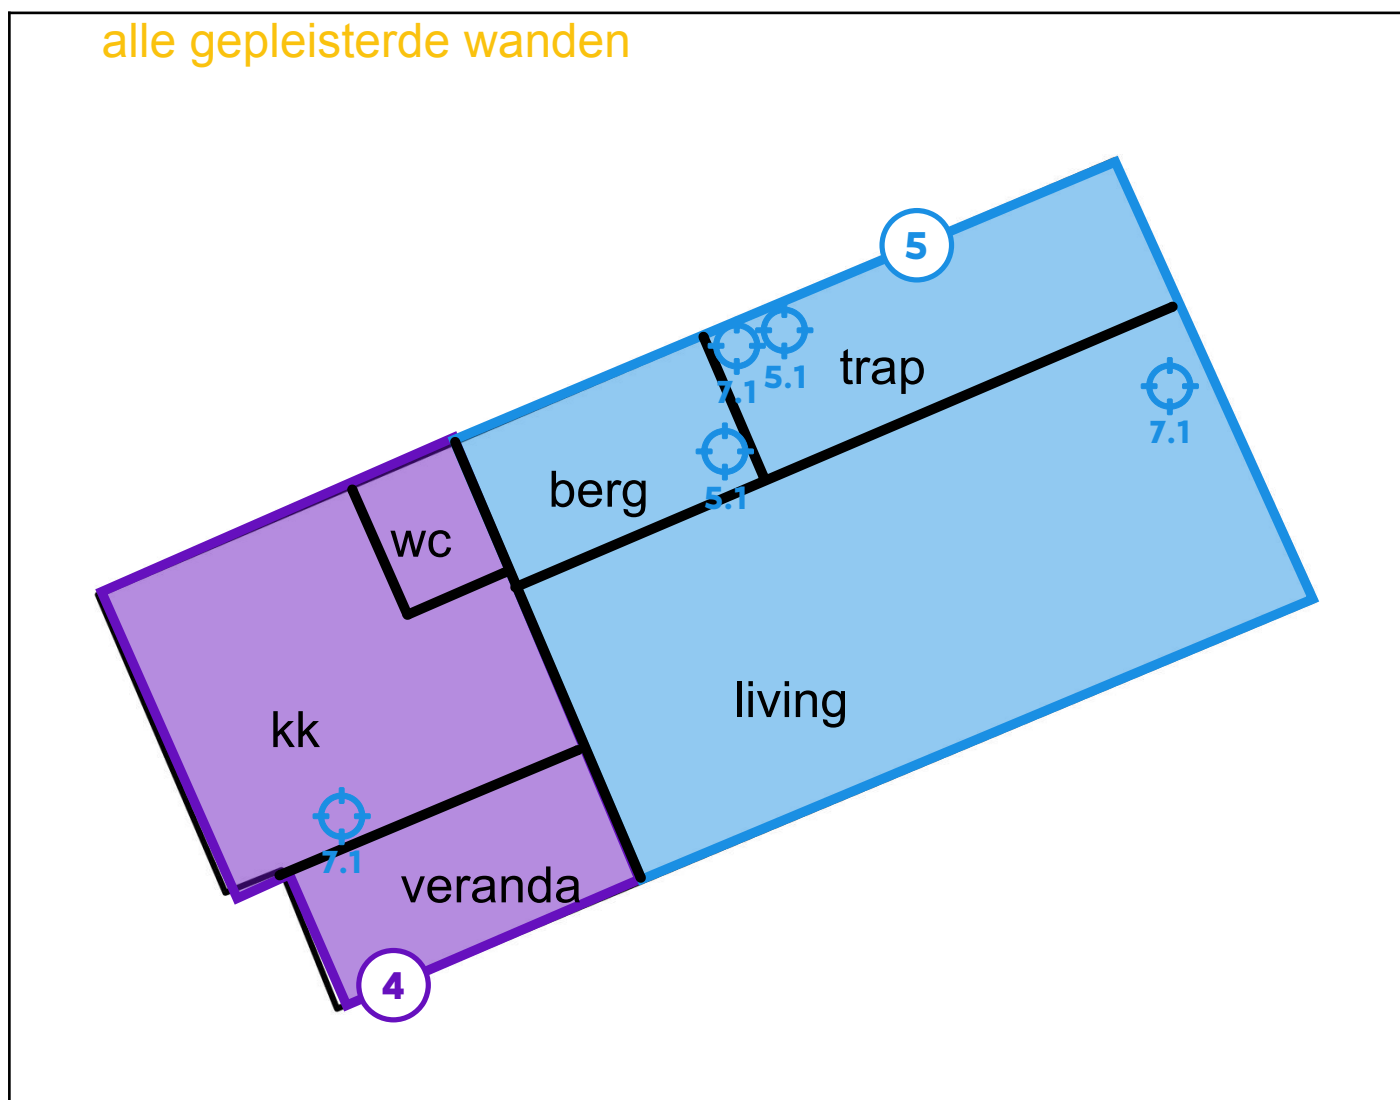 alle gepleisterde wanden
5
trap
7.1
5.1
7.1
berg
5.1
wc
living
kk
7.1
veranda
4